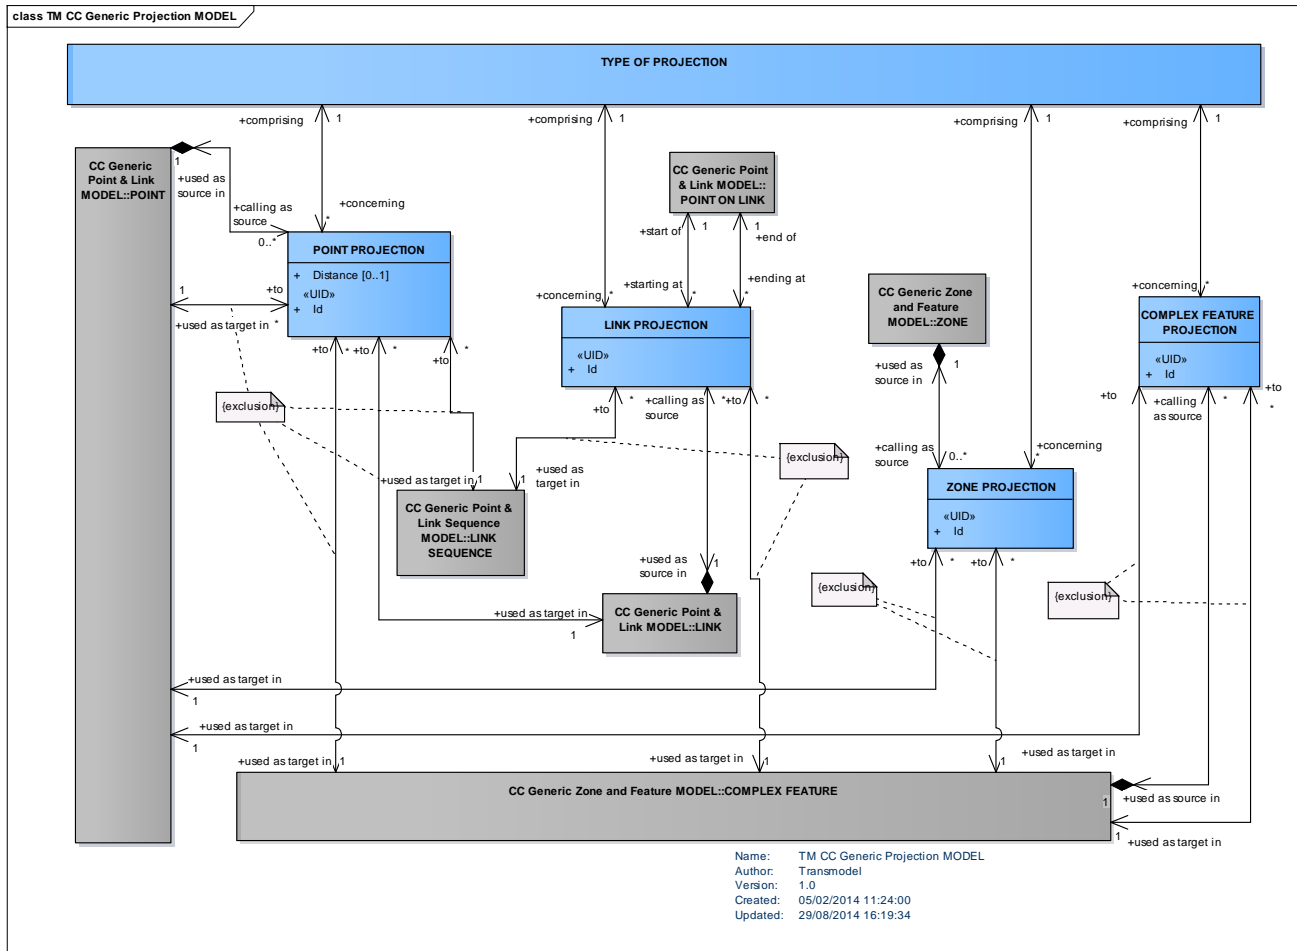 class TM CC Generic Projection MODEL
TYPE OF PROJECTION
+comprising
1
+comprising
1
+comprising
1
+comprising
1
CC Generic
Point & Link
MODEL::POINT
1
+used as
source in
+calling as
source
0..*
+concerning
*
CC Generic Point
& Link MODEL::
POINT ON LINK
+start of
1
1
+end of
POINT PROJECTION
+ Distance [0..1]
«UID»
+ Id
1
+to
+used as target in
*
+starting at
*
+ending at
*
+concerning
*
LINK PROJECTION
«UID»
+ Id
CC Generic Zone
and Feature
MODEL::ZONE
+concerning
*
COMPLEX FEATURE
PROJECTION
«UID»
+ Id
+to
*
+to
*
+to
*
+used as
source in
1
{exclusion}
+to
*
+calling as
source
*
+to
*
+to
+calling as
source
*
+to
*
+calling as
source
0..*
+concerning
*
{exclusion}
+used as
target in
1
+used as target in
1
CC Generic Point &
Link Sequence
MODEL::LINK
SEQUENCE
ZONE PROJECTION
«UID»
+ Id
+used as
source in
1
+to
*
+to
*
{exclusion}
{exclusion}
+used as target in
1
CC Generic Point &
Link MODEL::LINK
+used as target in
1
+used as target in
1
+used as target in
1
+used as target in
1
+used as target in
1
CC Generic Zone and Feature MODEL::COMPLEX FEATURE
1
+used as source in
1
+used as target in
Name: TM CC Generic Projection MODEL
Author: Transmodel
Version: 1.0
Created: 05/02/2014 11:24:00
Updated: 29/08/2014 16:19:34